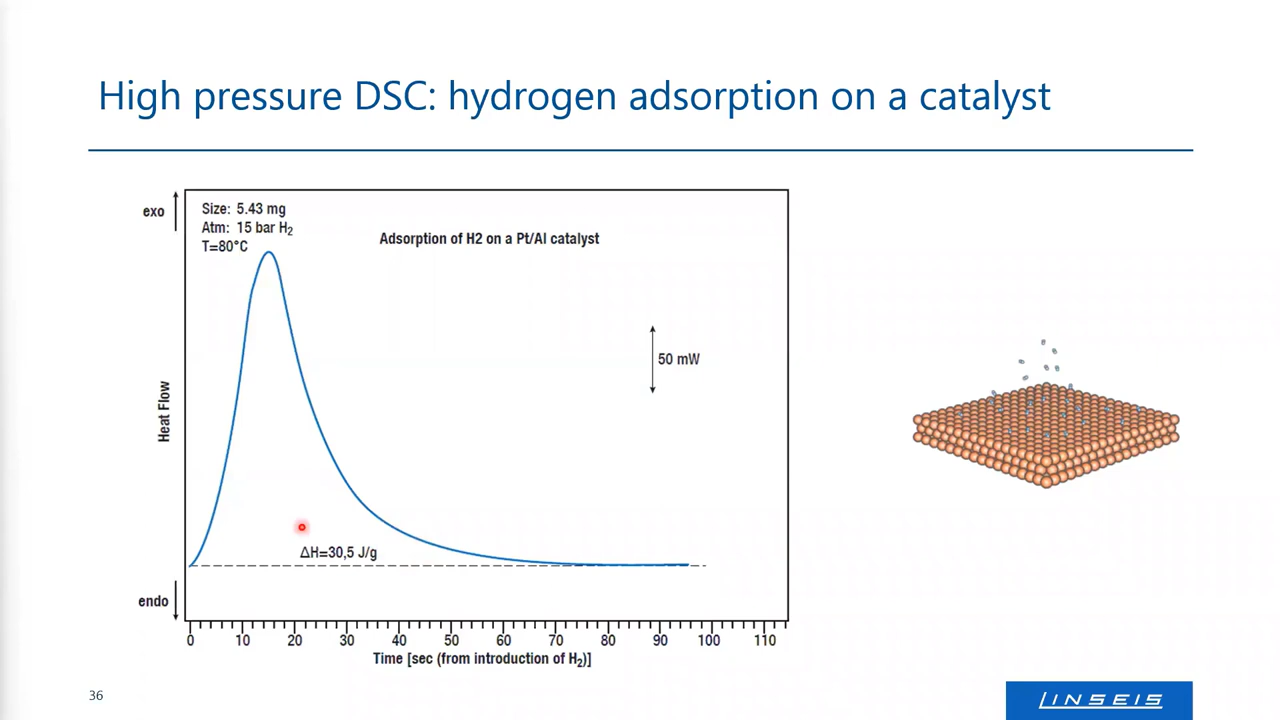 High pressure DSC: hydrogen adsorption on a catalyst
exo
Size: 5.43 mg
Atm: 15 bar H₂
T=80°C
Adsorption of H2 on a Pt/Al catalyst
50 mW
Heat Flow
ΔH=30,5 J/g
endo
0 10 20 30 40 50 60 70 80 90 100 110
Time [sec (from introduction of H₂)]
36
LINSEIS